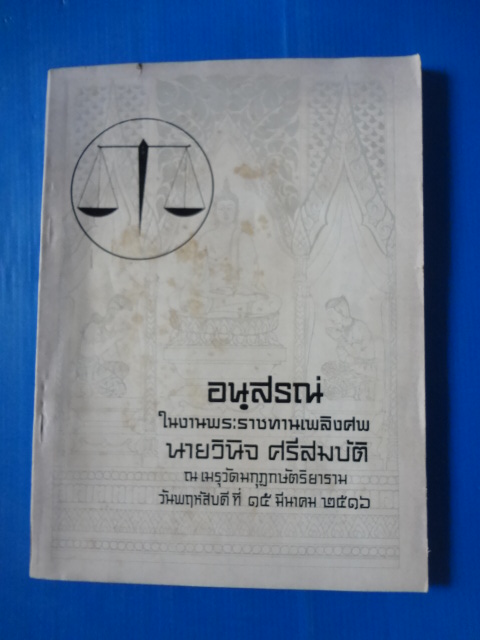 อนุสรณ์
ในงานพระราชทานเพลิงศพ
นายวินิจ ศรีสมบัติ
ณ เมรุวัดมกุฏกษัตริยาราม
วันพฤหัสบดีที่ ๑๕ มีนาคม ๒๕๑๖